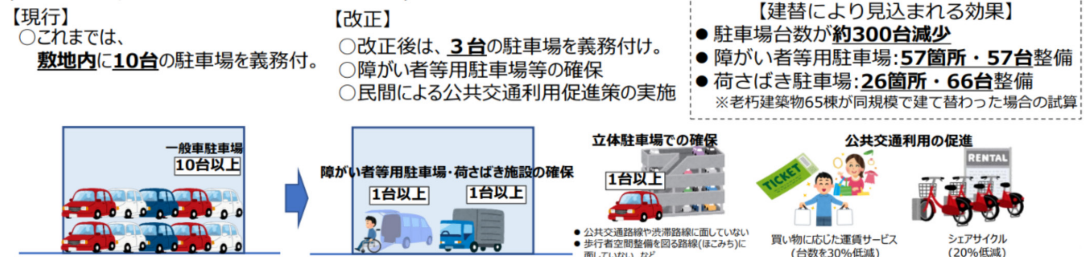 【現行】
○これまでは、
敷地内に10台の駐車場を義務付。
【改正】
○改正後は、３台の駐車場を義務付け。
○障がい者等用駐車場等の確保
○民間による公共交通利用促進策の実施
【建替により見込まれる効果】
● 駐車場台数が約300台減少
● 障がい者等用駐車場:57箇所・57台整備
● 荷さばき駐車場:26箇所・66台整備
※老朽建築物65棟が同規模で建て替わった場合の試算
一般車駐車場
10台以上
障がい者等用駐車場・荷さばき施設の確保
1台以上
1台以上
立体駐車場での確保
1台以上
● 公共交通路線や渋滞路線に面していない
● 歩行者空間整備を図る路線(ほこみち)に
面していない など
公共交通利用の促進
TICKET
買い物に応じた運賃サービス
(台数を30%低減)
RENTAL
シェアサイクル
(20%低減)